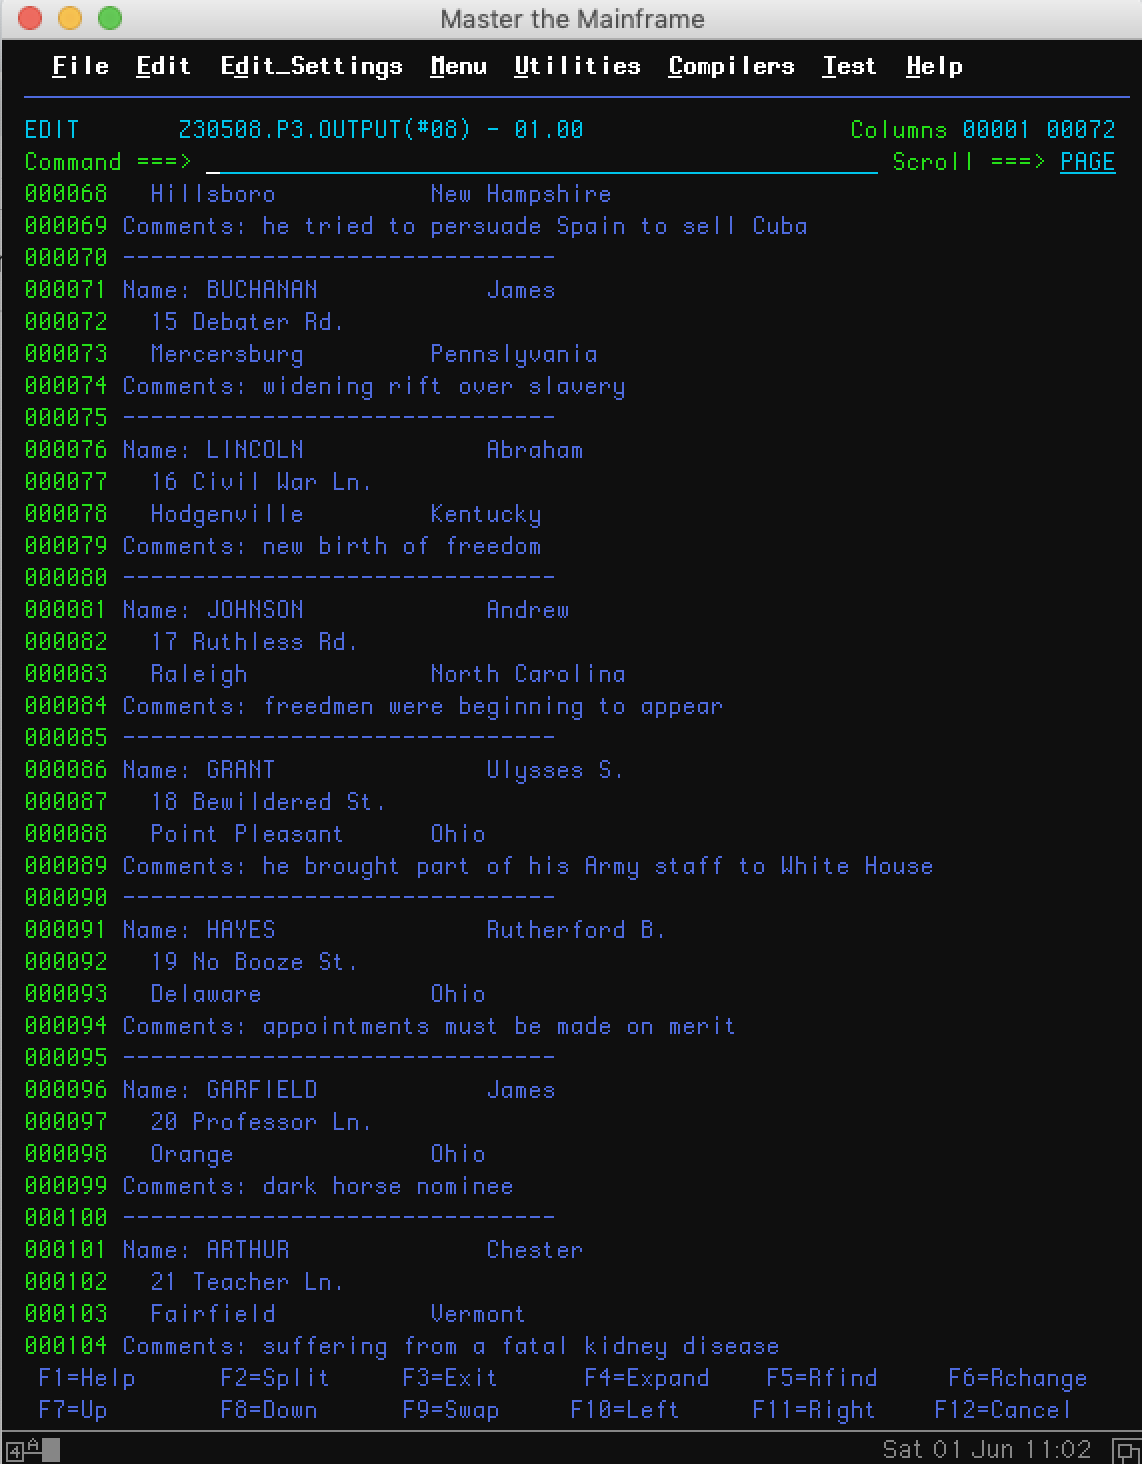 Master the Mainframe
File  Edit  Edit_Settings  Menu  Utilities  Compilers  Test  Help
EDIT       Z30508.P3.OUTPUT(#08) - 01.00                   Columns 00001 00072
Command ===>                                                  Scroll ===> PAGE
000068   Hillsboro           New Hampshire
000069 Comments: he tried to persuade Spain to sell Cuba
000070 -------------------------------
000071 Name: BUCHANAN            James
000072   15 Debater Rd.
000073   Mercersburg         Pennslyvania
000074 Comments: widening rift over slavery
000075 -------------------------------
000076 Name: LINCOLN             Abraham
000077   16 Civil War Ln.
000078   Hodgenville         Kentucky
000079 Comments: new birth of freedom
000080 -------------------------------
000081 Name: JOHNSON             Andrew
000082   17 Ruthless Rd.
000083   Raleigh             North Carolina
000084 Comments: freedmen were beginning to appear
000085 -------------------------------
000086 Name: GRANT               Ulysses S.
000087   18 Bewildered St.
000088   Point Pleasant      Ohio
000089 Comments: he brought part of his Army staff to White House
000090 -------------------------------
000091 Name: HAYES               Rutherford B.
000092   19 No Booze St.
000093   Delaware            Ohio
000094 Comments: appointments must be made on merit
000095 -------------------------------
000096 Name: GARFIELD            James
000097   20 Professor Ln.
000098   Orange              Ohio
000099 Comments: dark horse nominee
000100 -------------------------------
000101 Name: ARTHUR              Chester
000102   21 Teacher Ln.
000103   Fairfield           Vermont
000104 Comments: suffering from a fatal kidney disease
F1=Help      F2=Split     F3=Exit      F4=Expand    F5=Rfind     F6=Rchange
F7=Up        F8=Down      F9=Swap     F10=Left     F11=Right    F12=Cancel
4 A Sat 01 Jun 11:02